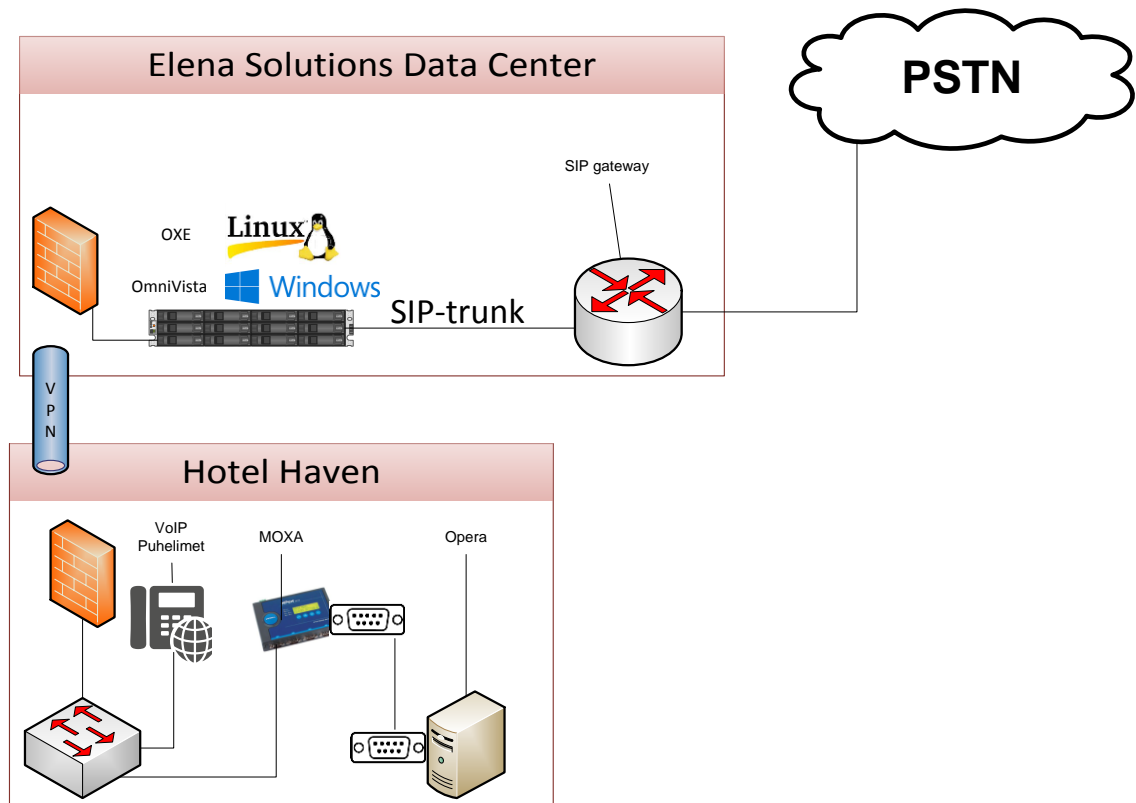 Elena Solutions Data Center
PSTN
SIP gateway
OXE
Linux
OmniVista
Windows
SIP-trunk
V
P
N
Hotel Haven
VoIP
Puhelimet
MOXA
Opera